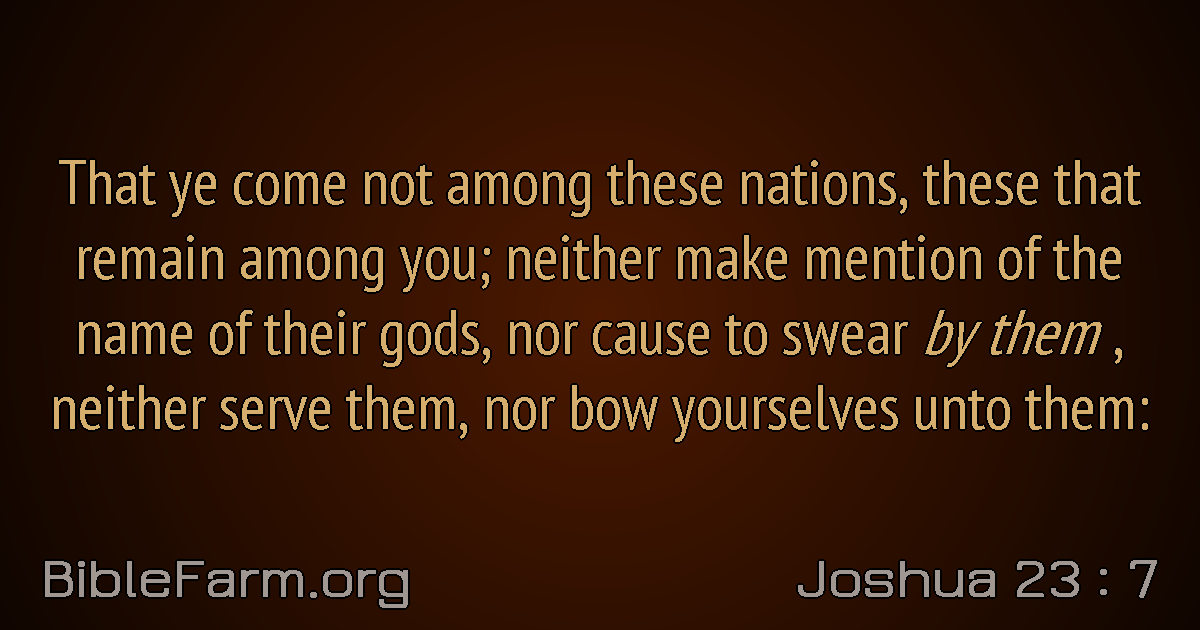 That ye come not among these nations, these that
remain among you; neither make mention of the
name of their gods, nor cause to swear by them ,
neither serve them, nor bow yourselves unto them:
BibleFarm.org
Joshua 23 : 7